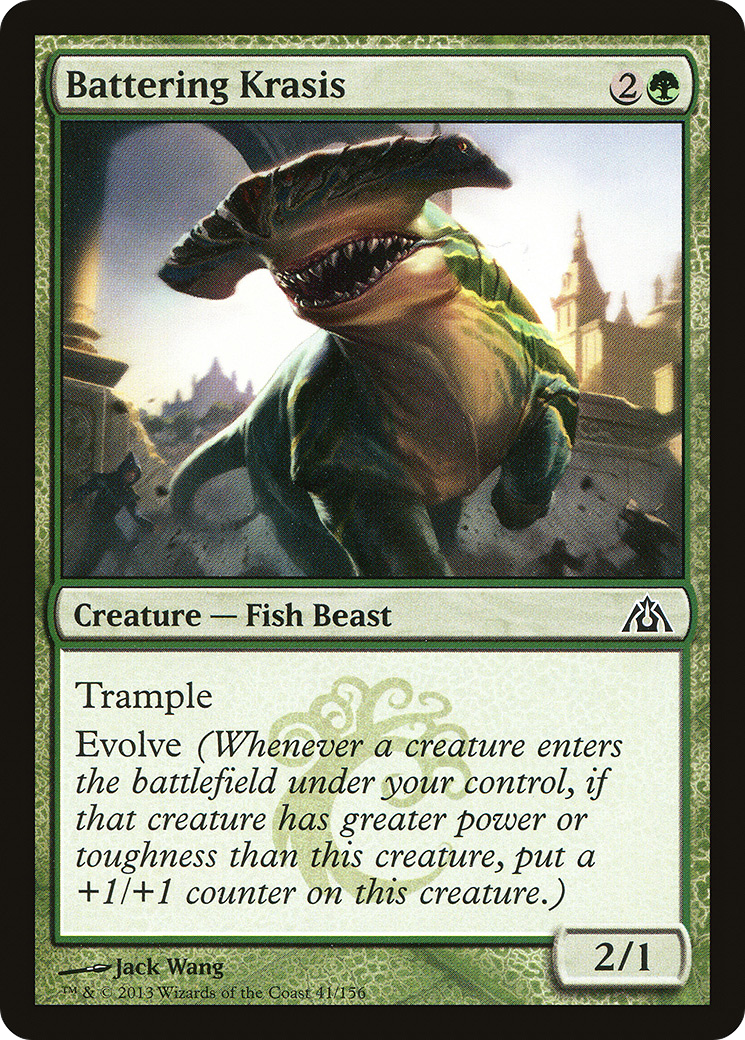 Battering Krasis 2
Creature — Fish Beast
Trample
Evolve (Whenever a creature enters
the battlefield under your control, if
that creature has greater power or
toughness than this creature, put a
+1/+1 counter on this creature.)
2/1
Jack Wang
™ & © 2013 Wizards of the Coast 41/156